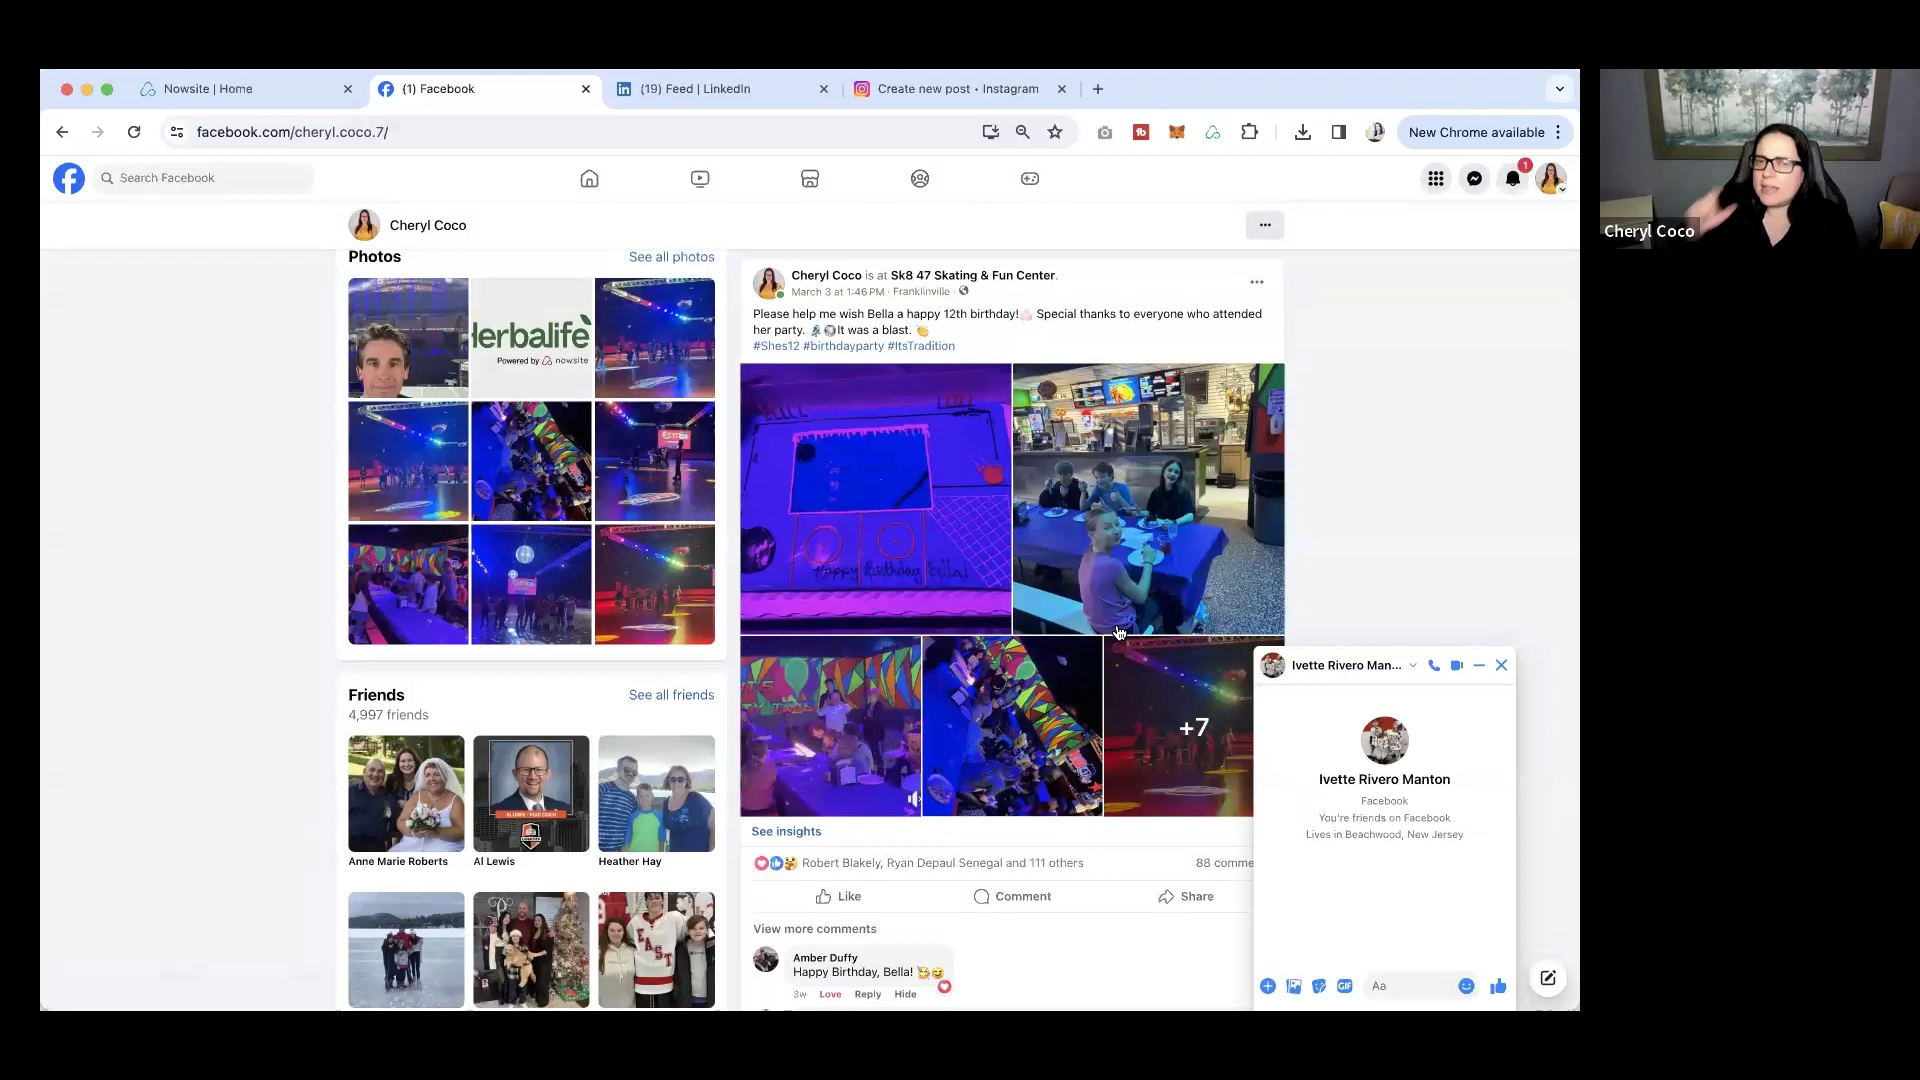 Nowsite | Home
(1) Facebook
(19) Feed | LinkedIn
Create new post • Instagram
facebook.com/cheryl.coco.7/
New Chrome available
Search Facebook
1
Cheryl Coco
Cheryl Coco
Photos
See all photos
Herbalife
Powered by nowsite
Friends
See all friends
4,997 friends
Anne Marie Roberts
Al Lewis
Heather Hay
EAST
Cheryl Coco is at Sk8 47 Skating & Fun Center.
March 3 at 1:46 PM · Franklinville ·
Please help me wish Bella a happy 12th birthday!🎂 Special thanks to everyone who attended
her party. It was a blast. 👏
#Shes12 #birthdayparty #ItsTradition
Happy Birthday Bella!
+7
See insights
Robert Blakely, Ryan Depaul Senegal and 111 others
88 comme
Like
Comment
Share
View more comments
Amber Duffy
Happy Birthday, Bella! 🥳😄
3w Love Reply Hide
Ivette Rivero Man...
Ivette Rivero Manton
Facebook
You're friends on Facebook
Lives in Beachwood, New Jersey
GIF
Aa